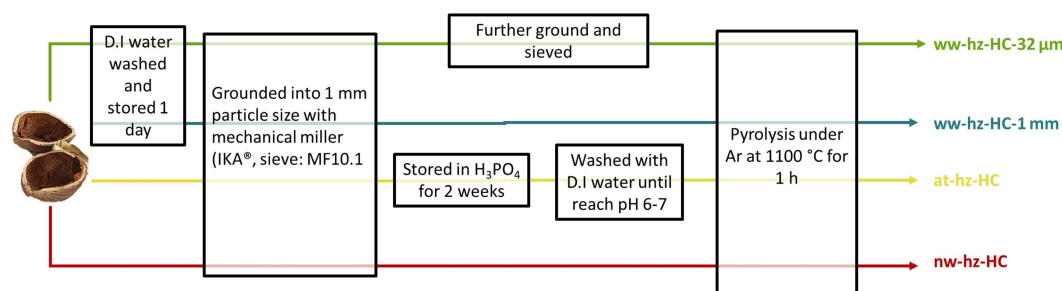 D.I water
washed
and
stored 1
day
Grounded into 1 mm
particle size with
mechanical miller
(IKA®, sieve: MF10.1
Further ground and
sieved
Stored in H₃PO₄
for 2 weeks
Washed with
D.I water until
reach pH 6-7
Pyrolysis under
Ar at 1100 °C for
1 h
ww-hz-HC-32 µm
ww-hz-HC-1 mm
at-hz-HC
nw-hz-HC